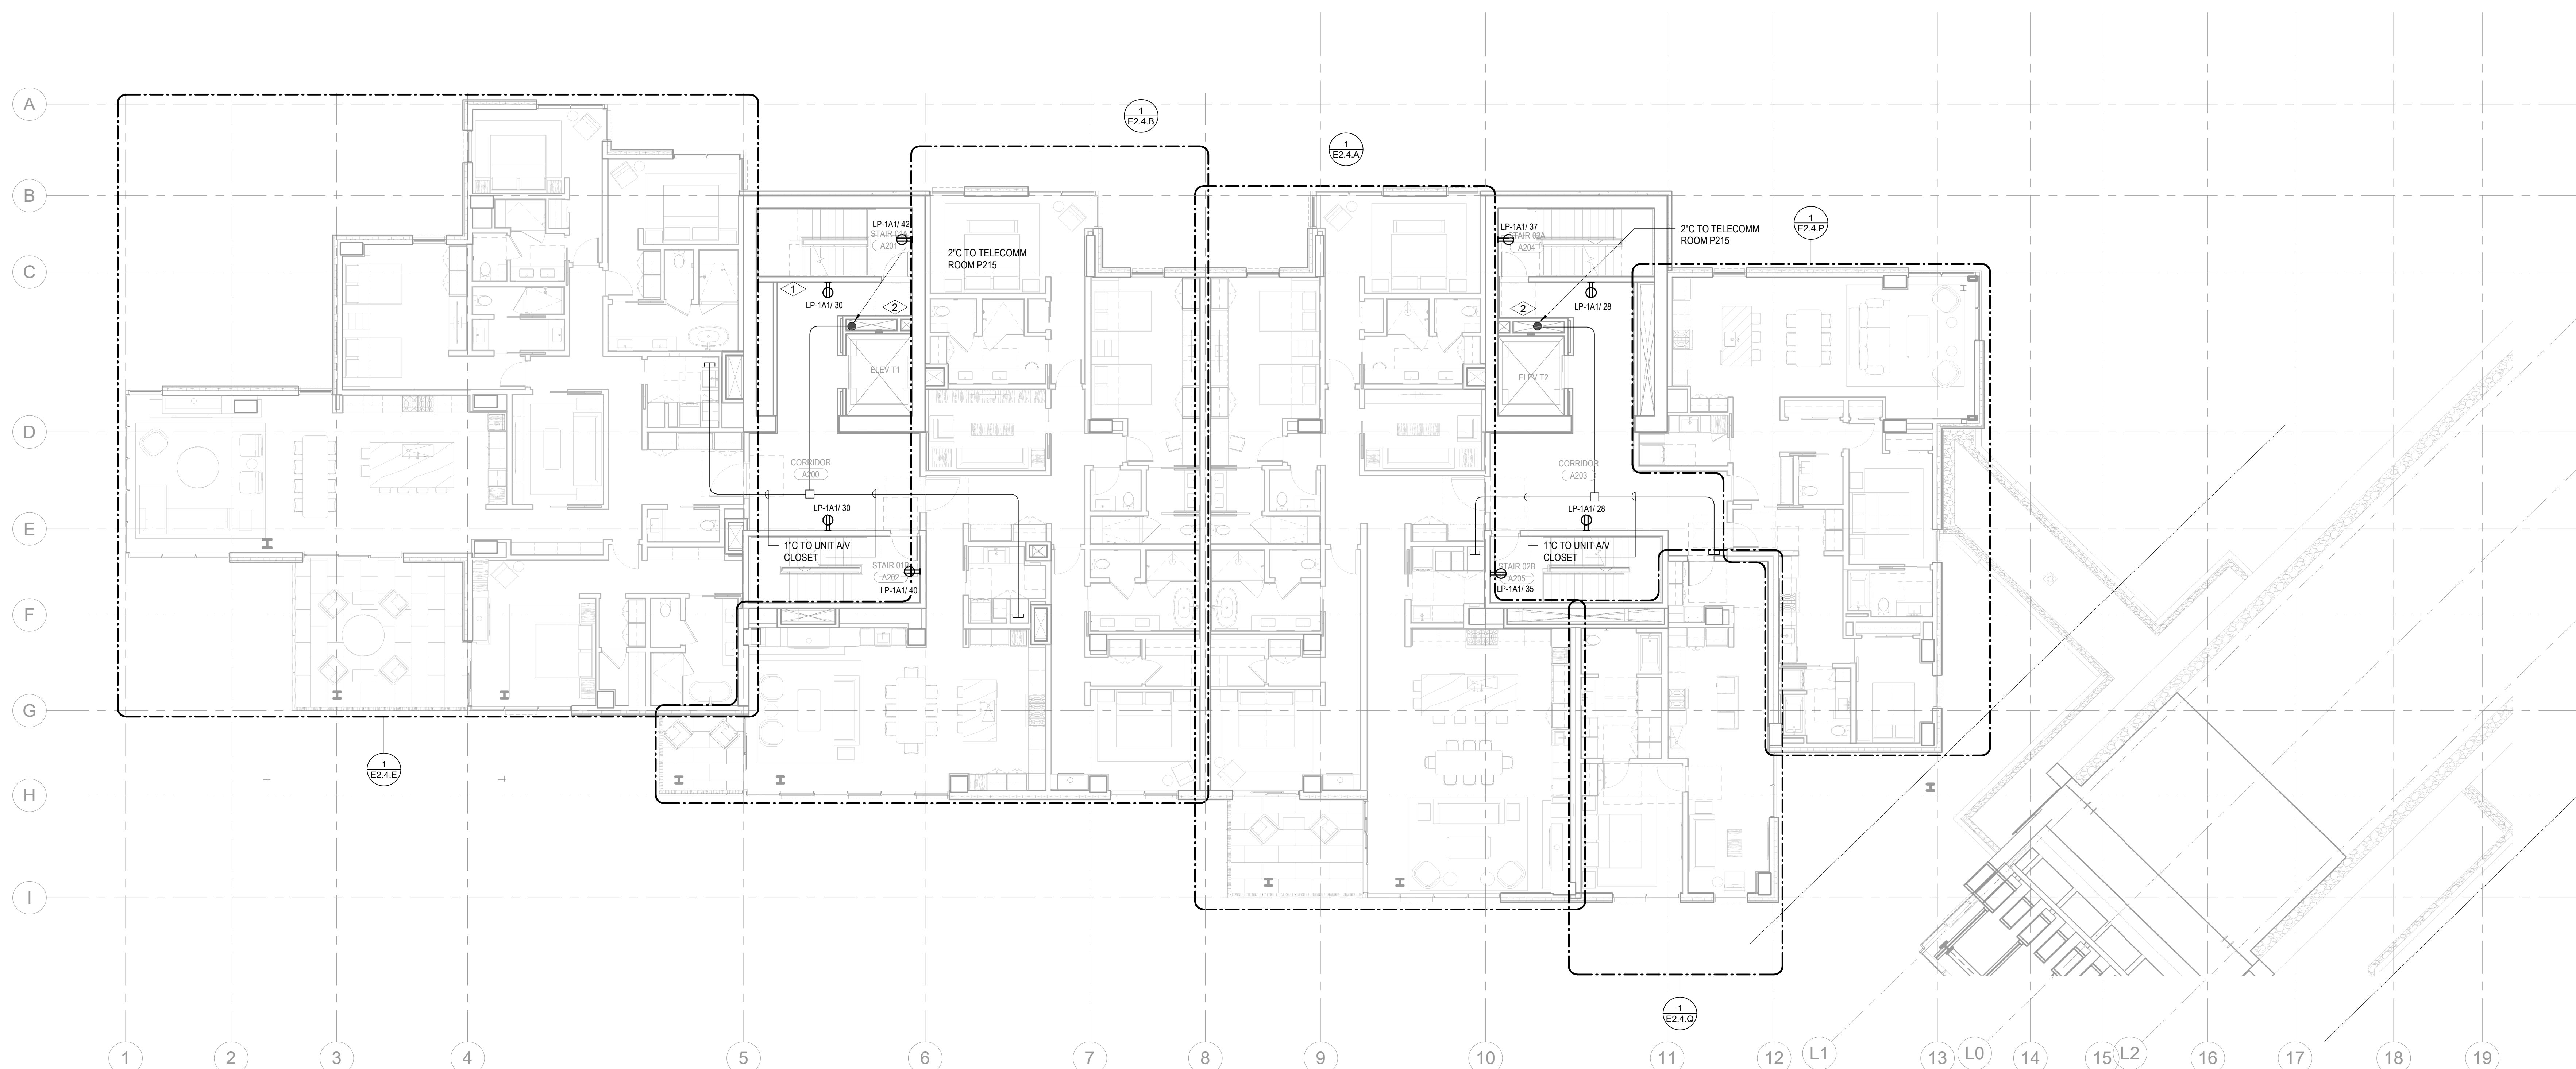 A
B
C
D
E
F
G
H
I
1
E2.4.B
1
E2.4.A
1
E2.4.P
1
E2.4.E
1
E2.4.Q
LP-1A1/ 42
STAIR 01A
A201
2"C TO TELECOMM
ROOM P215
1
LP-1A1/ 30
2
ELEV T1
CORRIDOR
A200
LP-1A1/ 30
1"C TO UNIT A/V
CLOSET
STAIR 01B
A202
LP-1A1/ 40
LP-1A1/ 37
STAIR 02A
A204
2"C TO TELECOMM
ROOM P215
LP-1A1/ 28
2
ELEV T2
CORRIDOR
A203
LP-1A1/ 28
1"C TO UNIT A/V
CLOSET
STAIR 02B
A205
LP-1A1/ 35
1
2
3
4
5
6
7
8
9
10
11
12
L1
13
L0
14
15
L2
16
17
18
19